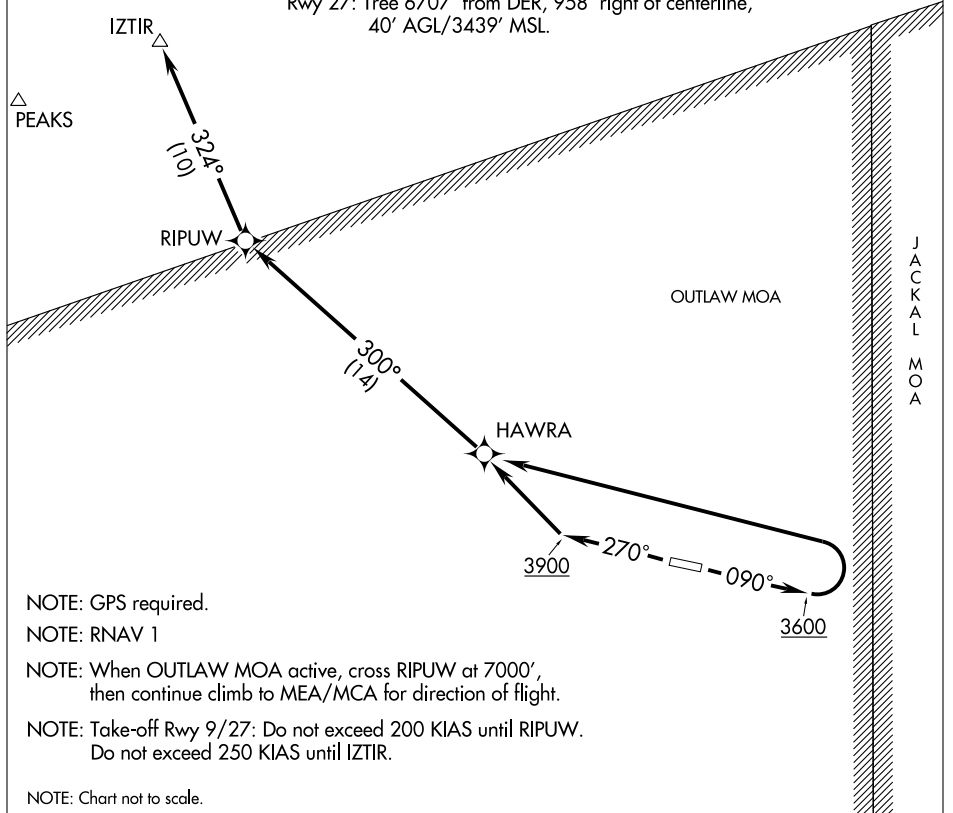 Rwy 27: Tree 6707' from DER, 958' right of centerline,
40' AGL/3439' MSL.
IZTIR
PEAKS
324°
(10)
RIPUW
JACKAL MOA
OUTLAW MOA
300°
(14)
HAWRA
270°
090°
3900
3600
NOTE: GPS required.
NOTE: RNAV 1
NOTE: When OUTLAW MOA active, cross RIPUW at 7000',
then continue climb to MEA/MCA for direction of flight.
NOTE: Take-off Rwy 9/27: Do not exceed 200 KIAS until RIPUW.
Do not exceed 250 KIAS until IZTIR.
NOTE: Chart not to scale.